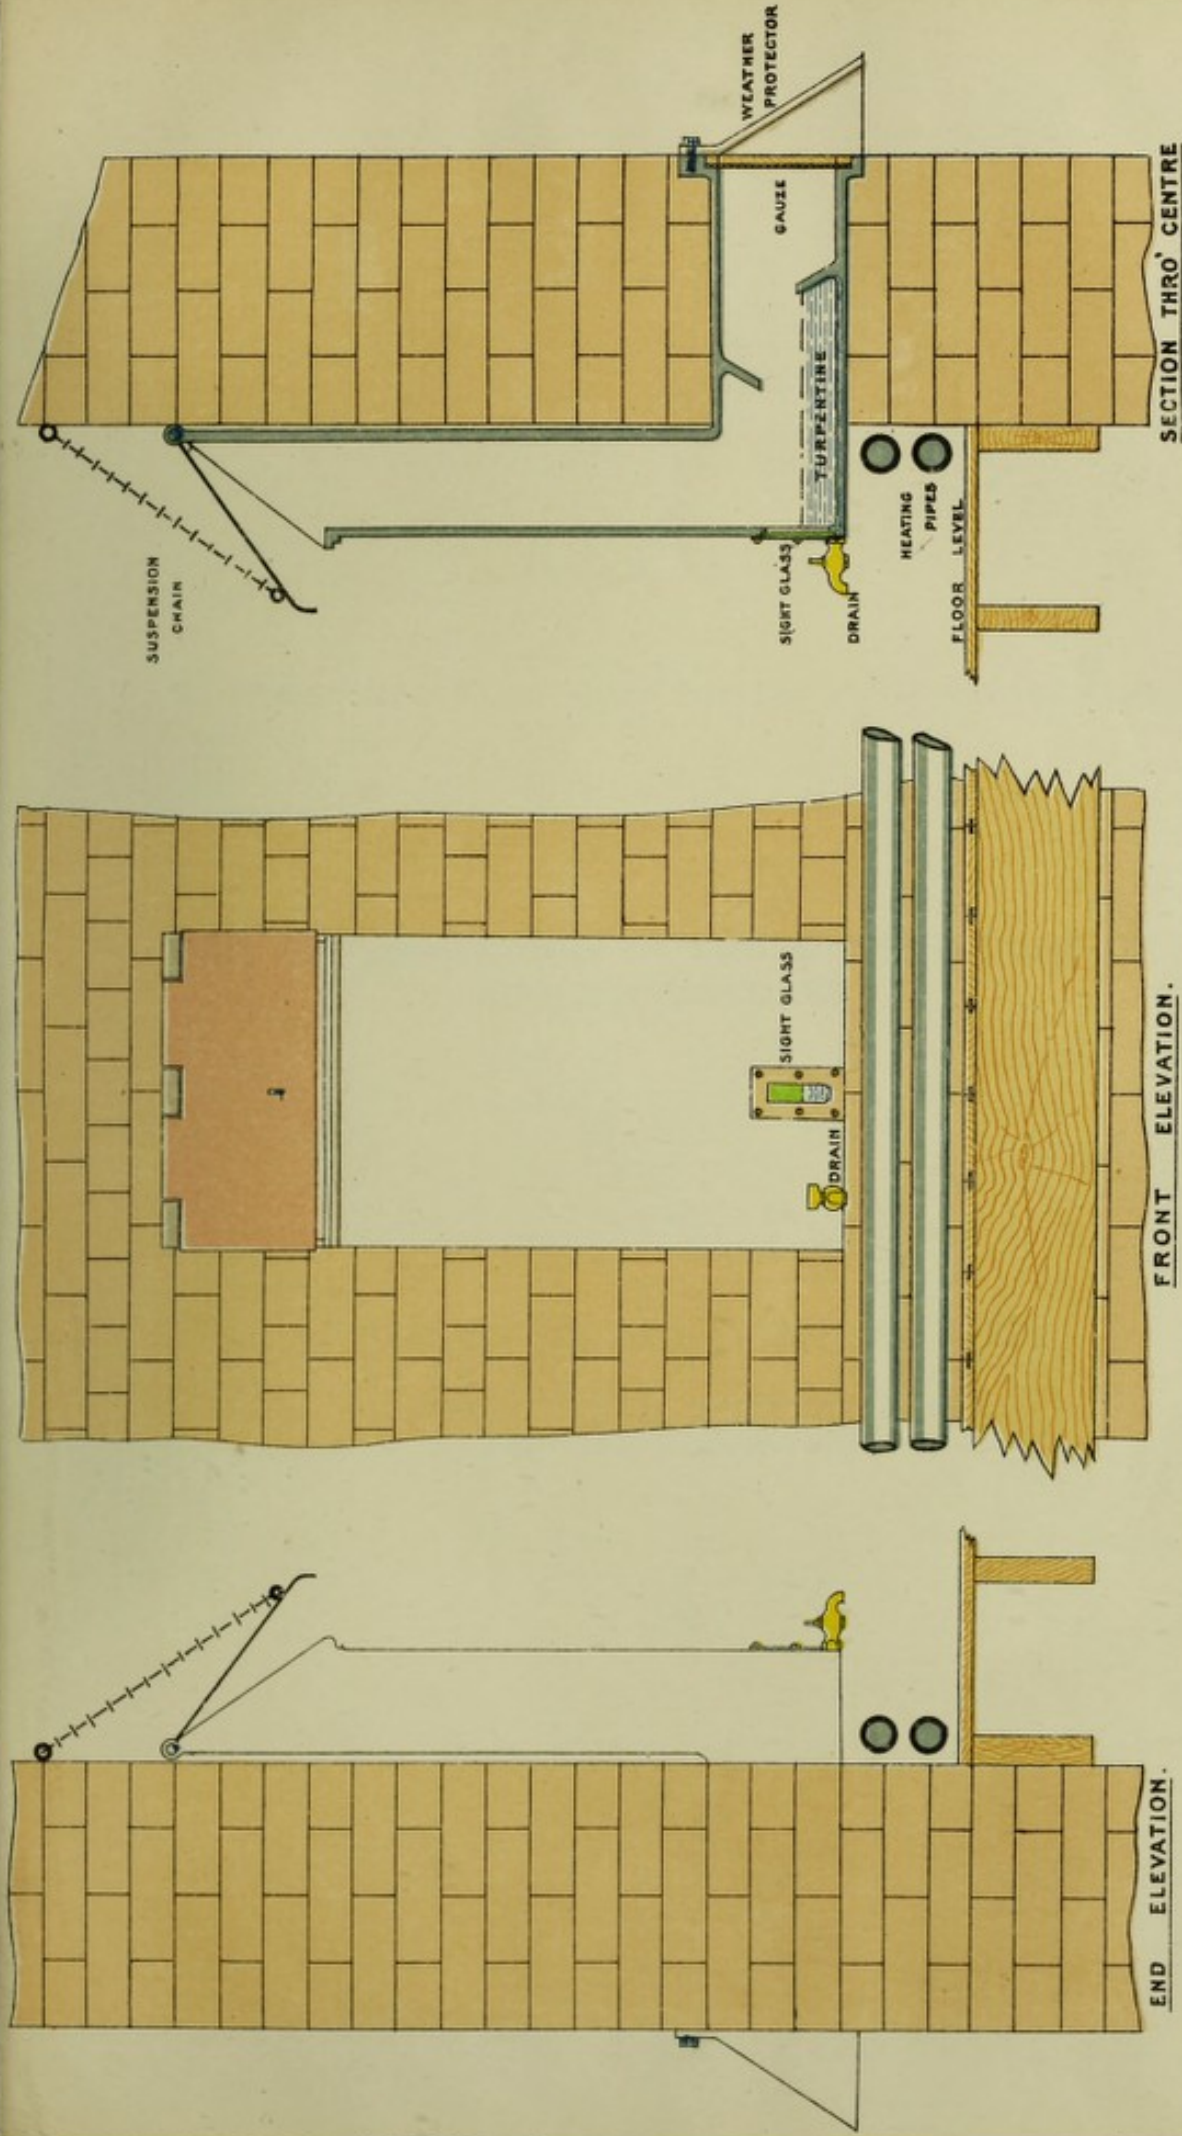 END ELEVATION.
SUSPENSION
CHAIN
DRAIN
SIGHT GLASS
FRONT ELEVATION.
SIGHT GLASS
DRAIN
HEATING
PIPES
FLOOR LEVEL
TURPENTINE
GAUZE
WEATHER
PROTECTOR
SECTION THRO' CENTRE